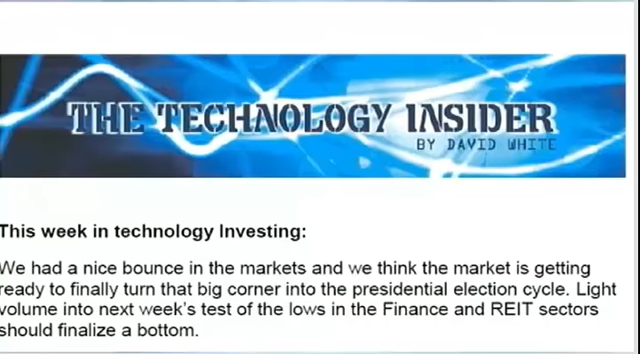 THE TECHNOLOGY INSIDER
BY DAVID WHITE
This week in technology Investing:
We had a nice bounce in the markets and we think the market is getting
ready to finally turn that big corner into the presidential election cycle. Light
volume into next week's test of the lows in the Finance and REIT sectors
should finalize a bottom.